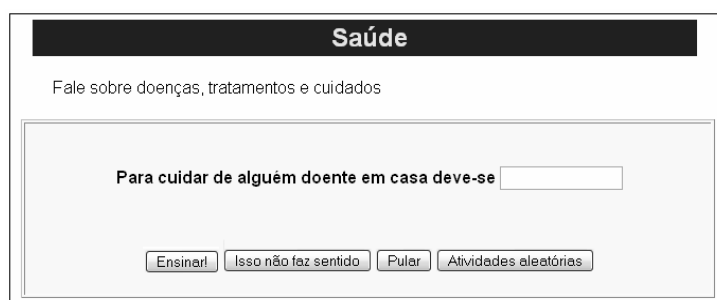 Saúde
Fale sobre doenças, tratamentos e cuidados
Para cuidar de alguém doente em casa deve-se
Ensinar! Isso não faz sentido Pular Atividades aleatórias